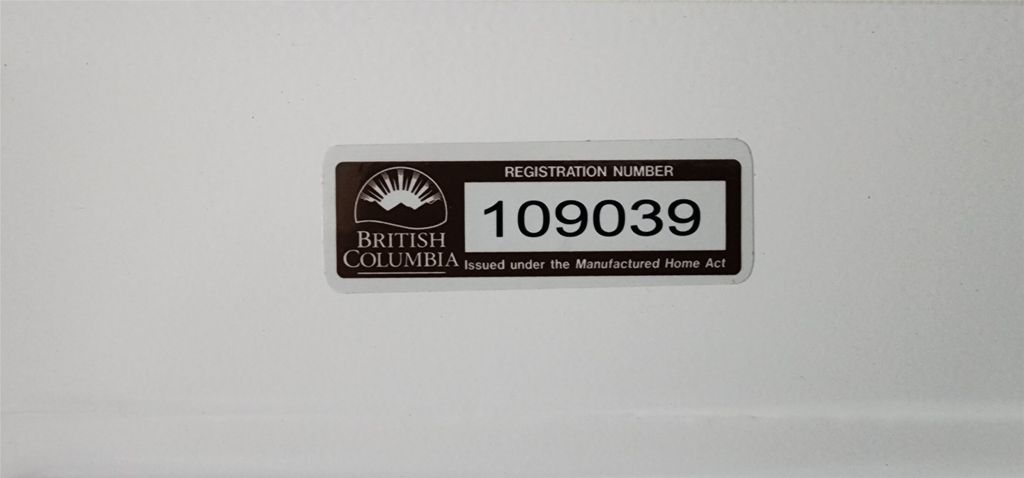 REGISTRATION NUMBER
109039
BRITISH
COLUMBIA
Issued under the Manufactured Home Act